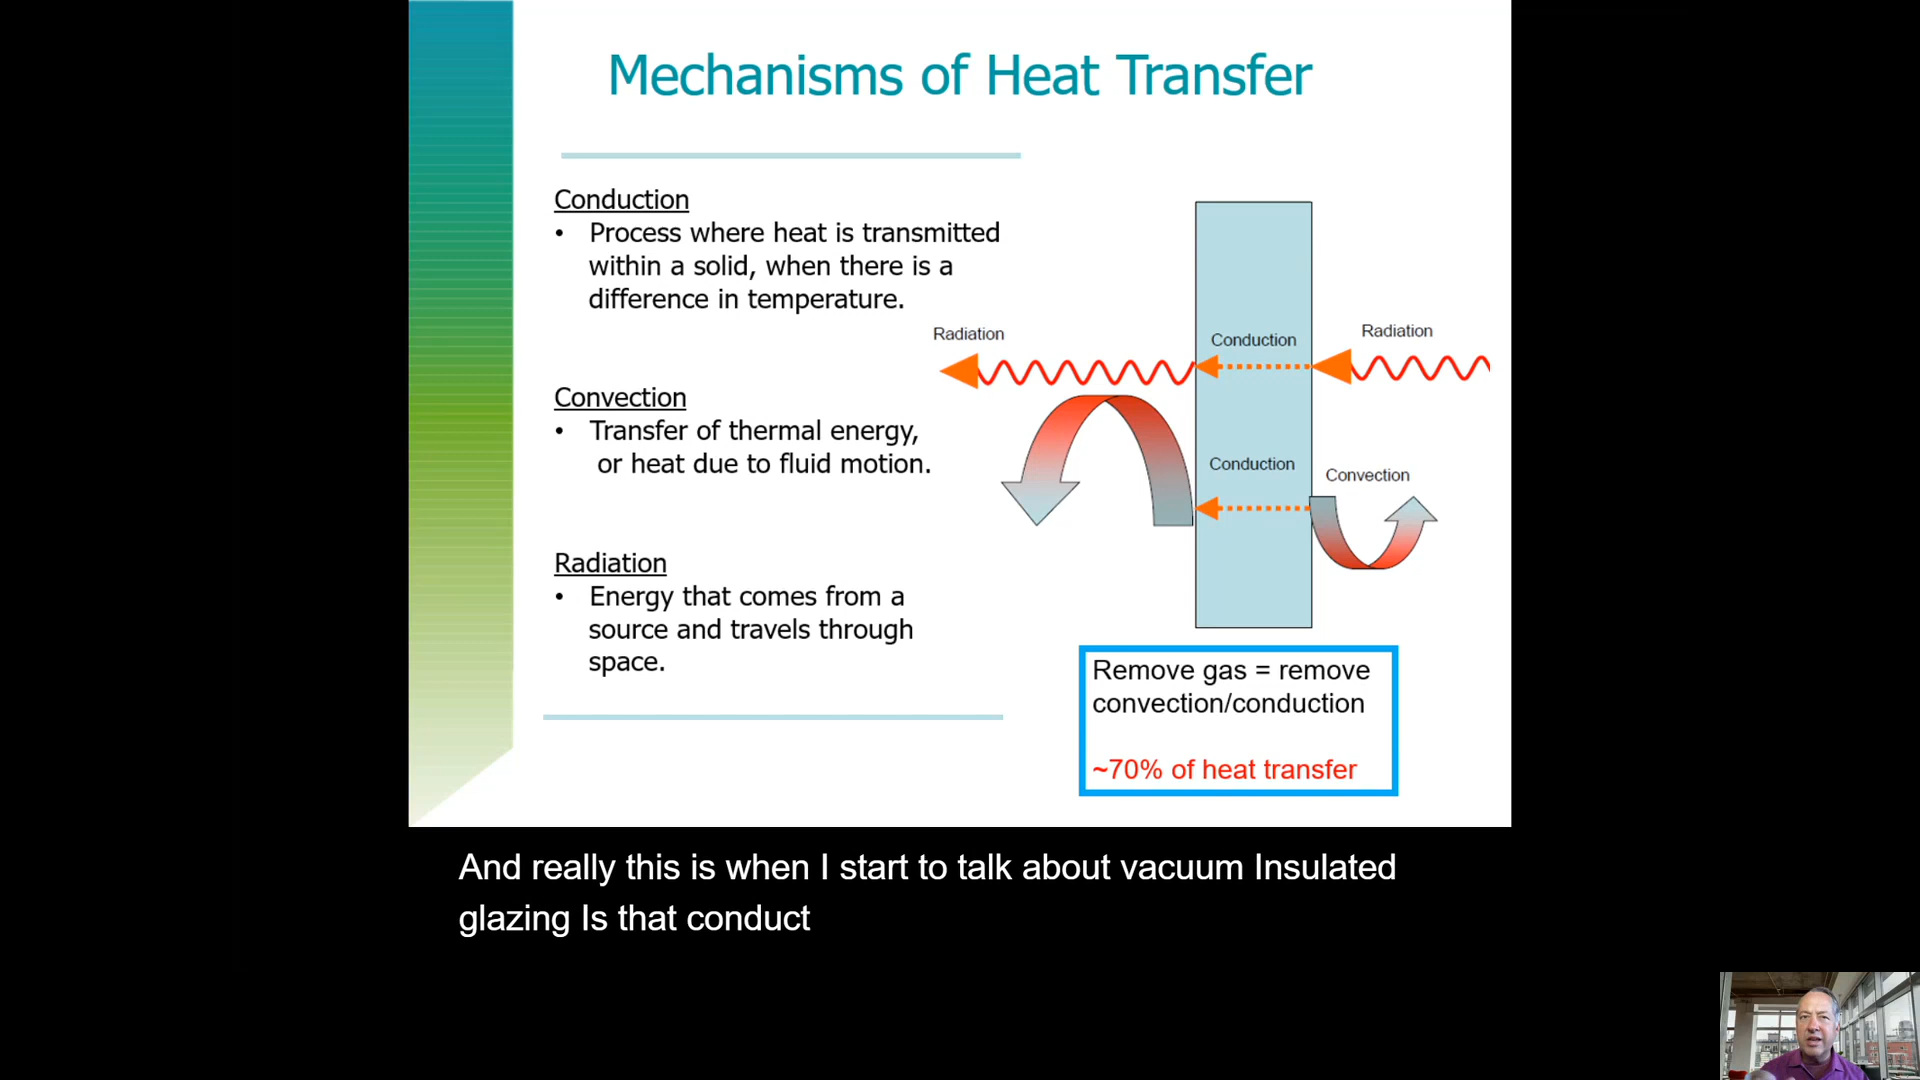 Mechanisms of Heat Transfer
Conduction
• Process where heat is transmitted
within a solid, when there is a
difference in temperature.
Convection
• Transfer of thermal energy,
or heat due to fluid motion.
Radiation
• Energy that comes from a
source and travels through
space.
Radiation
Conduction
Radiation
Conduction
Convection
Remove gas = remove
convection/conduction
~70% of heat transfer
And really this is when I start to talk about vacuum Insulated
glazing Is that conduct